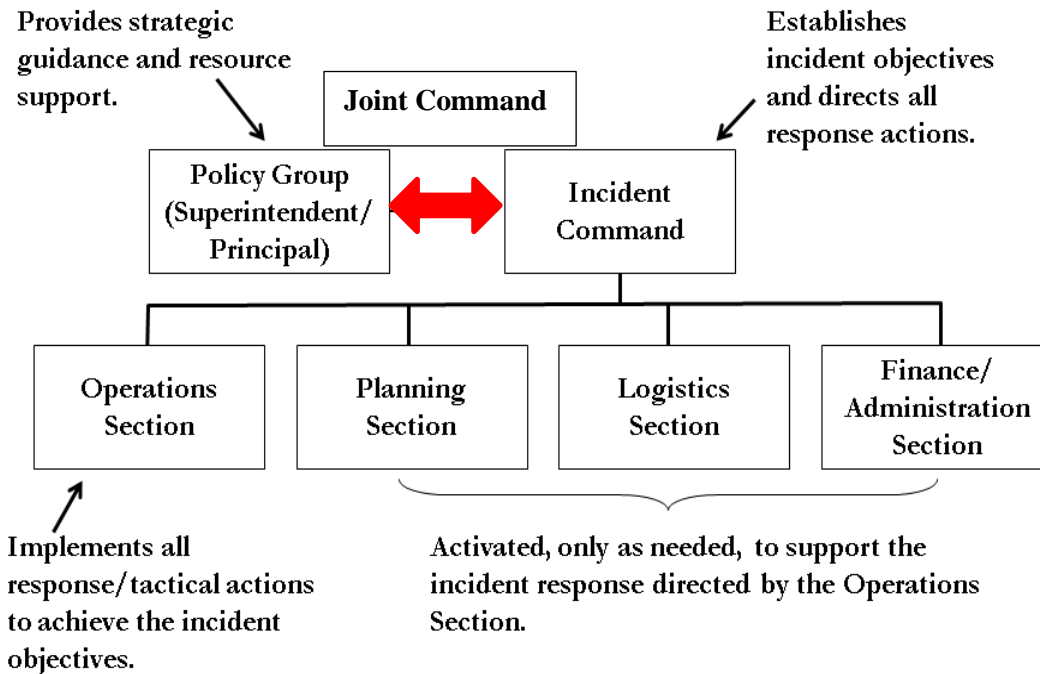 Provides strategic
guidance and resource
support.
Establishes
incident objectives
and directs all
response actions.
Joint Command
Policy Group
(Superintendent/
Principal)
Incident
Command
Operations
Section
Planning
Section
Logistics
Section
Finance/
Administration
Section
Implements all
response/tactical actions
to achieve the incident
objectives.
Activated, only as needed, to support the
incident response directed by the Operations
Section.